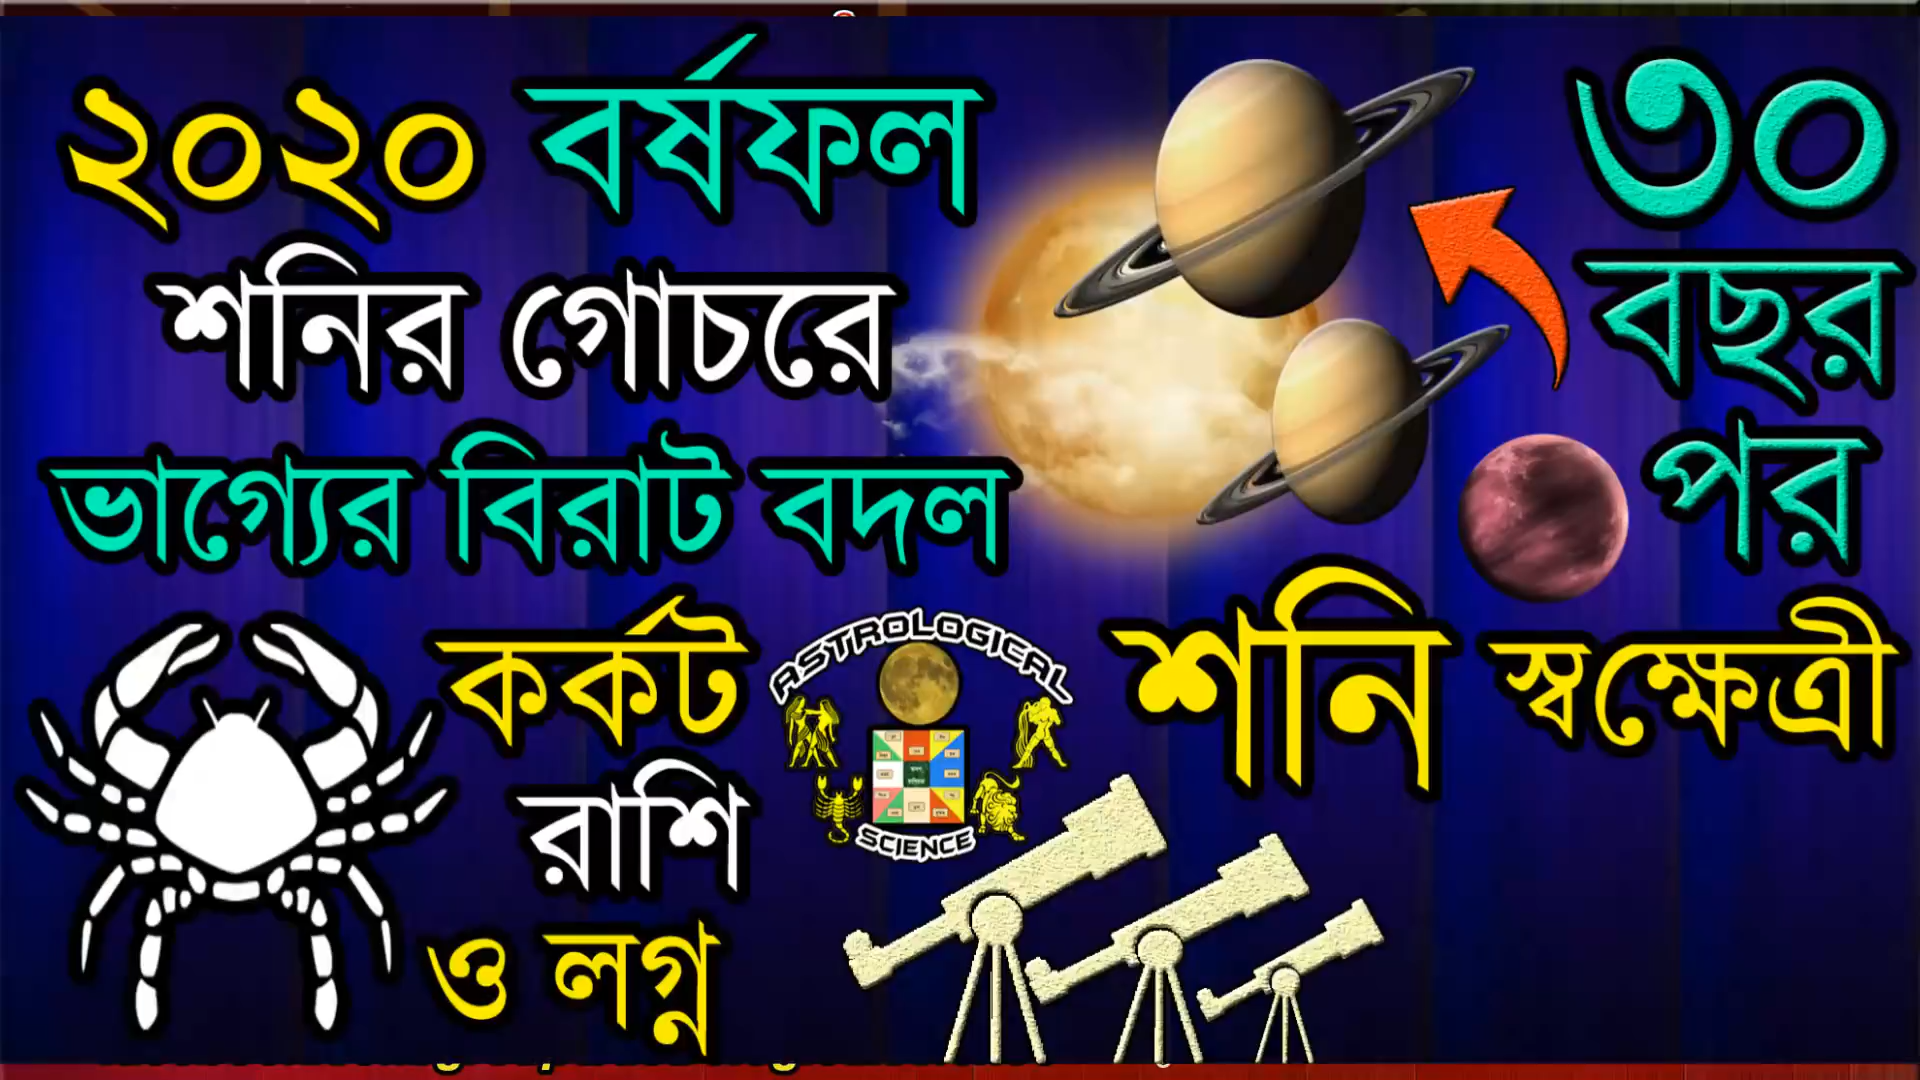 ২০২০ বর্ষফল
শনির গোচরে
ভাগ্যের বিরাট বদল
কর্কট
রাশি
ও লগ্ন
ASTROLOGICAL
SCIENCE
৩০
বছর
পর
শনি স্বক্ষেত্রী